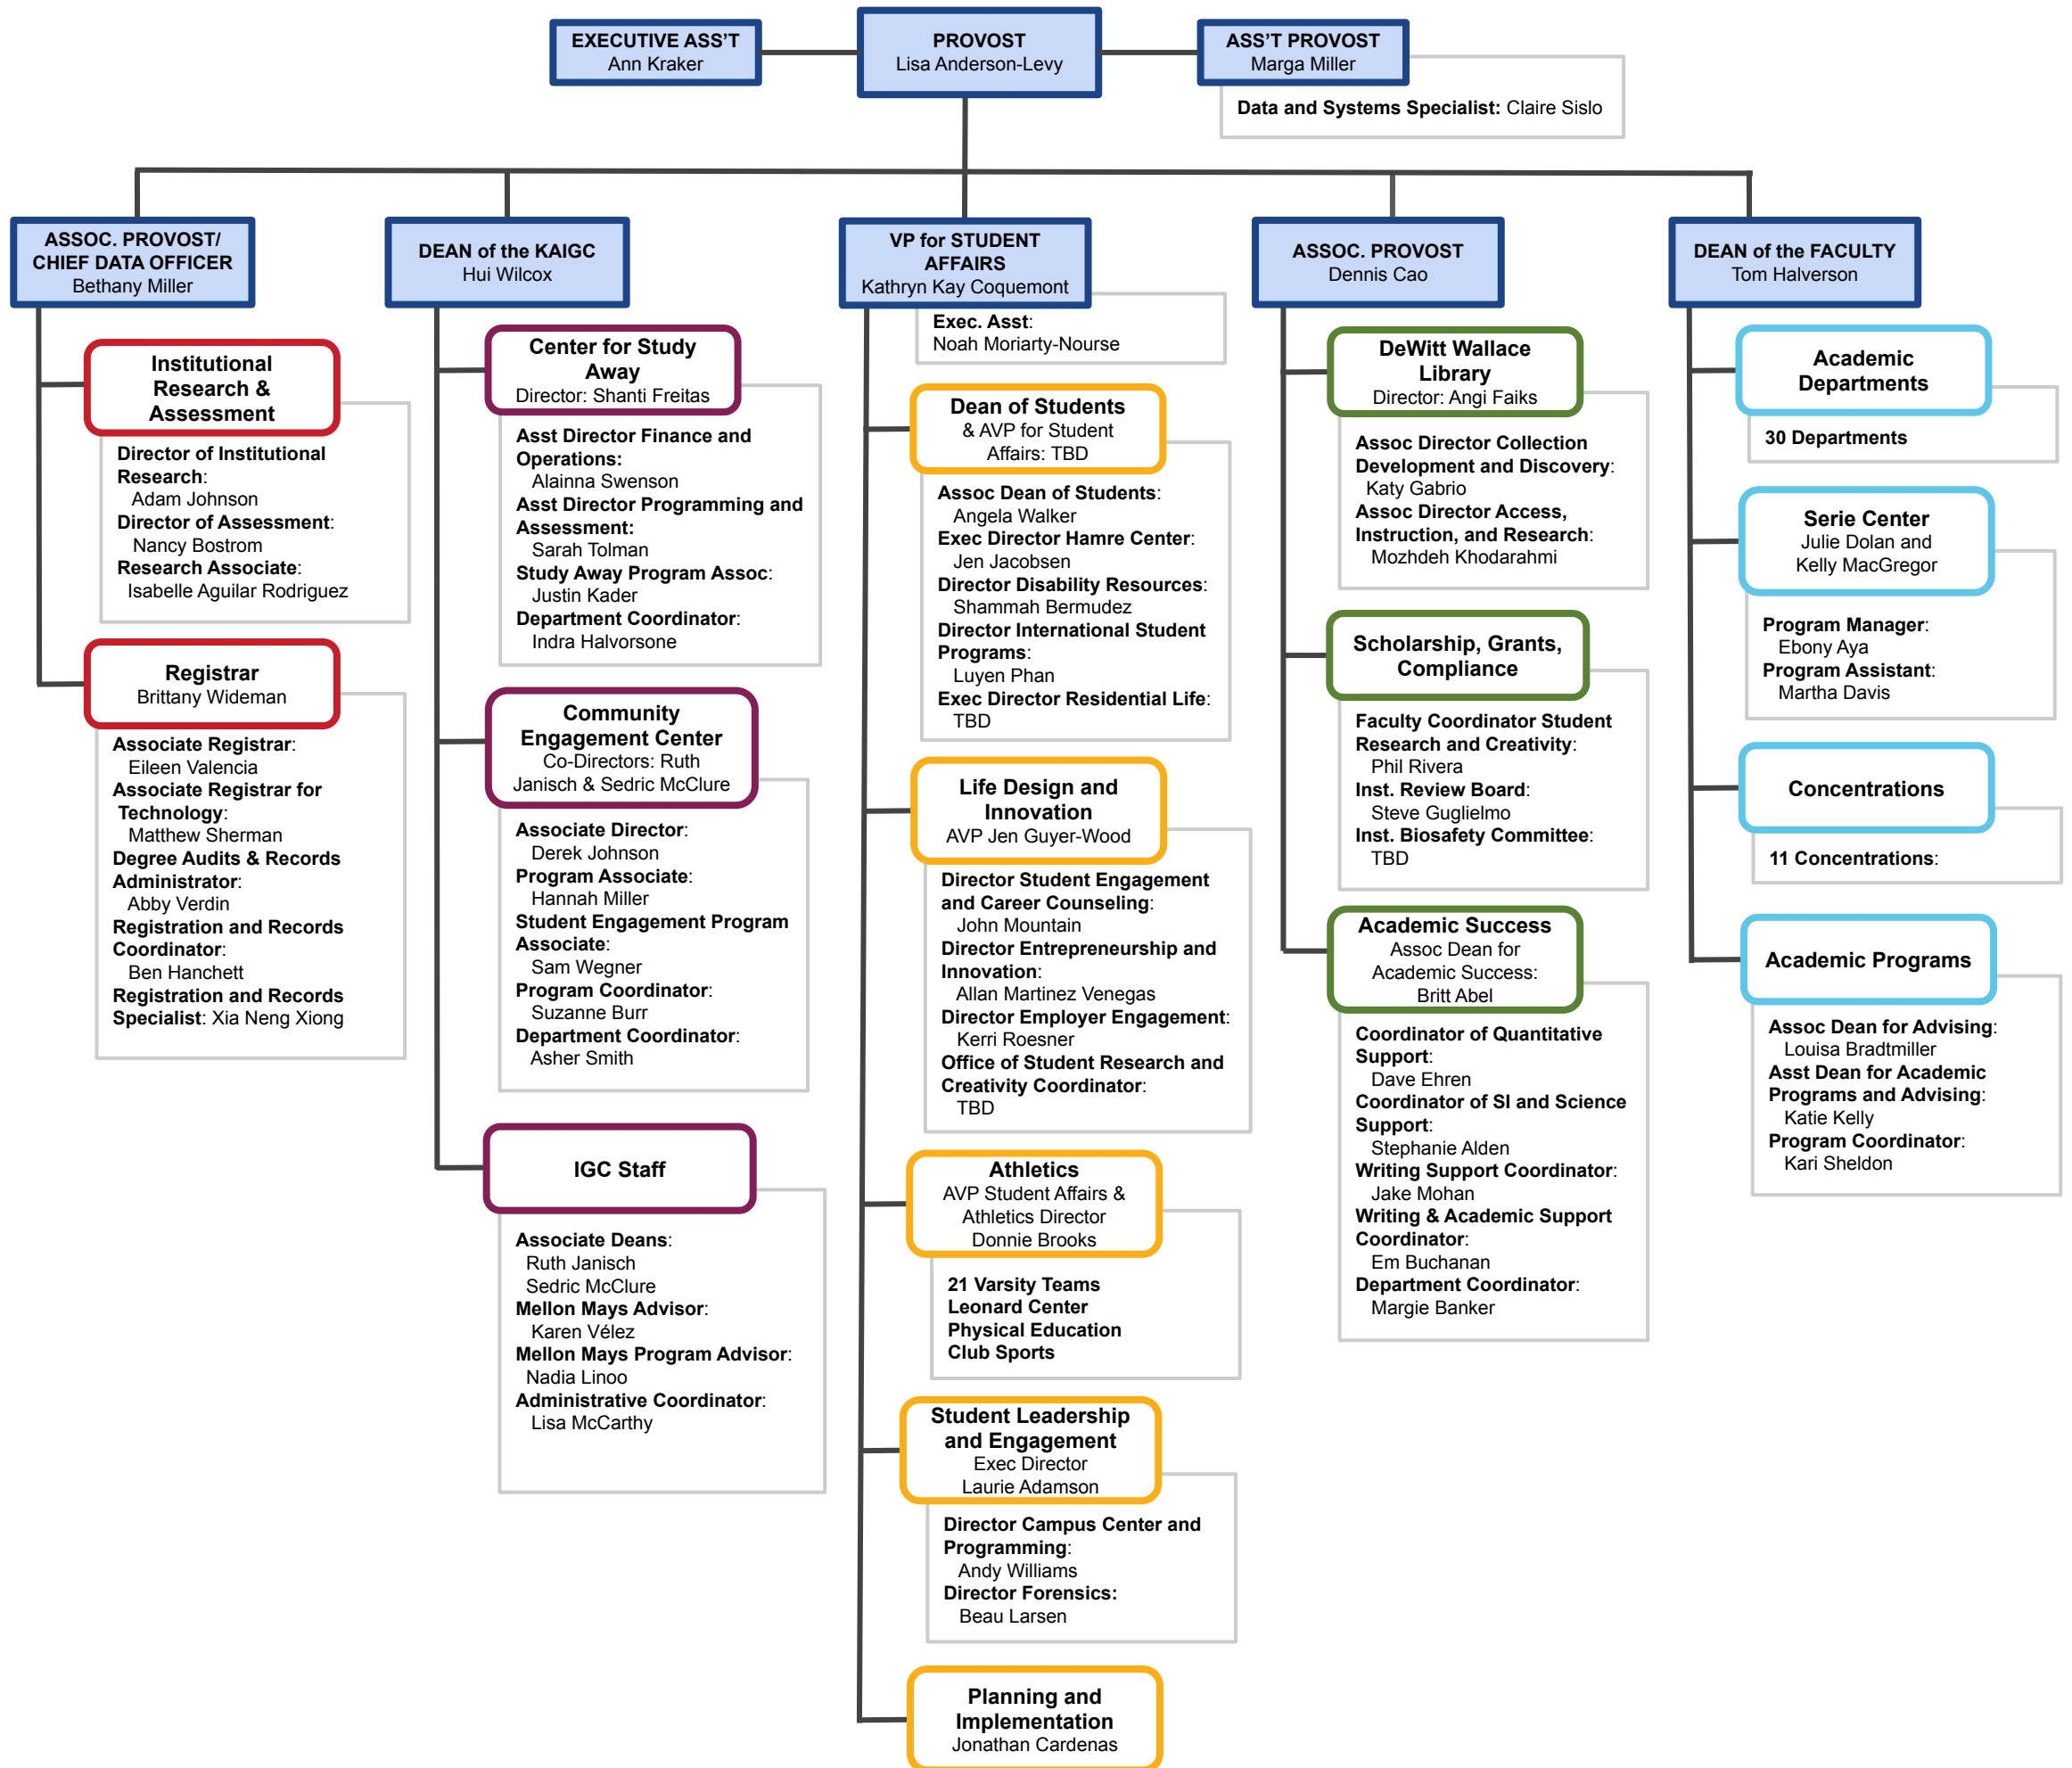 EXECUTIVE ASS'T
Ann Kraker
PROVOST
Lisa Anderson-Levy
ASS'T PROVOST
Marga Miller
Data and Systems Specialist: Claire Sislo
ASSOC. PROVOST/
CHIEF DATA OFFICER
Bethany Miller
Institutional
Research &
Assessment
Director of Institutional
Research:
Adam Johnson
Director of Assessment:
Nancy Bostrom
Research Associate:
Isabelle Aguilar Rodriguez
Registrar
Brittany Wideman
Associate Registrar:
Eileen Valencia
Associate Registrar for
Technology:
Matthew Sherman
Degree Audits & Records
Administrator:
Abby Verdin
Registration and Records
Coordinator:
Ben Hanchett
Registration and Records
Specialist: Xia Neng Xiong
DEAN of the KAIGC
Hui Wilcox
Center for Study
Away
Director: Shanti Freitas
Asst Director Finance and
Operations:
Alainna Swenson
Asst Director Programming and
Assessment:
Sarah Tolman
Study Away Program Assoc:
Justin Kader
Department Coordinator:
Indra Halvorsone
Community
Engagement Center
Co-Directors: Ruth
Janisch & Sedric McClure
Associate Director:
Derek Johnson
Program Associate:
Hannah Miller
Student Engagement Program
Associate:
Sam Wegner
Program Coordinator:
Suzanne Burr
Department Coordinator:
Asher Smith
IGC Staff
Associate Deans:
Ruth Janisch
Sedric McClure
Mellon Mays Advisor:
Karen Vélez
Mellon Mays Program Advisor:
Nadia Linoo
Administrative Coordinator:
Lisa McCarthy
VP for STUDENT
AFFAIRS
Kathryn Kay Coquemont
Exec. Asst:
Noah Moriarty-Nourse
Dean of Students
& AVP for Student
Affairs: TBD
Assoc Dean of Students:
Angela Walker
Exec Director Hamre Center:
Jen Jacobsen
Director Disability Resources:
Shammah Bermudez
Director International Student
Programs:
Luyen Phan
Exec Director Residential Life:
TBD
Life Design and
Innovation
AVP Jen Guyer-Wood
Director Student Engagement
and Career Counseling:
John Mountain
Director Entrepreneurship and
Innovation:
Allan Martinez Venegas
Director Employer Engagement:
Kerri Roesner
Office of Student Research and
Creativity Coordinator:
TBD
Athletics
AVP Student Affairs &
Athletics Director
Donnie Brooks
21 Varsity Teams
Leonard Center
Physical Education
Club Sports
Student Leadership
and Engagement
Exec Director
Laurie Adamson
Director Campus Center and
Programming:
Andy Williams
Director Forensics:
Beau Larsen
Planning and
Implementation
Jonathan Cardenas
ASSOC. PROVOST
Dennis Cao
DeWitt Wallace
Library
Director: Angi Faiks
Assoc Director Collection
Development and Discovery:
Katy Gabrio
Assoc Director Access,
Instruction, and Research:
Mozhdeh Khodarahmi
Scholarship, Grants,
Compliance
Faculty Coordinator Student
Research and Creativity:
Phil Rivera
Inst. Review Board:
Steve Guglielmo
Inst. Biosafety Committee:
TBD
Academic Success
Assoc Dean for
Academic Success:
Britt Abel
Coordinator of Quantitative
Support:
Dave Ehren
Coordinator of SI and Science
Support:
Stephanie Alden
Writing Support Coordinator:
Jake Mohan
Writing & Academic Support
Coordinator:
Em Buchanan
Department Coordinator:
Margie Banker
DEAN of the FACULTY
Tom Halverson
Academic
Departments
30 Departments
Serie Center
Julie Dolan and
Kelly MacGregor
Program Manager:
Ebony Aya
Program Assistant:
Martha Davis
Concentrations
11 Concentrations:
Academic Programs
Assoc Dean for Advising:
Louisa Bradtmiller
Asst Dean for Academic
Programs and Advising:
Katie Kelly
Program Coordinator:
Kari Sheldon